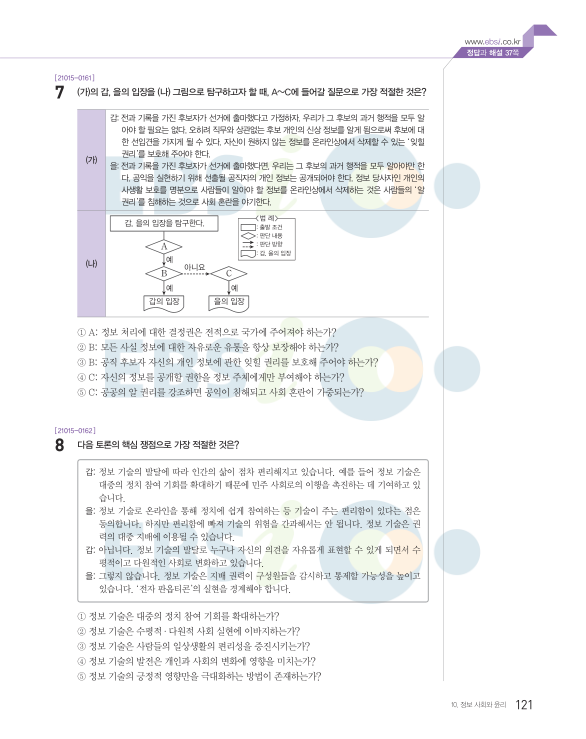 www.ebsi.co.kr
정답과 해설 37쪽
[21015-0161]
7 (가)의 갑, 을의 입장을 (나) 그림으로 탐구하고자 할 때, A~C에 들어갈 질문으로 가장 적절한 것은?
(가)
갑: 전과 기록을 가진 후보자가 선거에 출마했다고 가정하자. 우리가 그 후보의 과거 행적을 모두 알
아야 할 필요는 없다. 오히려 직무와 상관없는 후보 개인의 신상 정보를 알게 됨으로써 후보에 대
한 선입견을 가지게 될 수 있다. 자신이 원하지 않는 정보를 온라인상에서 삭제할 수 있는 '잊힐
권리'를 보호해 주어야 한다.
을: 전과 기록을 가진 후보자가 선거에 출마했다면, 우리는 그 후보의 과거 행적을 모두 알아야만 한
다. 공익을 실현하기 위해 선출될 공직자의 개인 정보는 공개되어야 한다. 정보 당사자인 개인의
사생활 보호를 명분으로 사람들이 알아야 할 정보를 온라인상에서 삭제하는 것은 사람들의 '알
권리'를 침해하는 것으로 사회 혼란을 야기한다.
(나)
갑, 을의 입장을 탐구한다.
<범 례>
: 출발 조건
: 판단 내용
: 판단 방향
: 갑, 을의 입장
A
예
B
아니요
C
예
예
갑의 입장
을의 입장
① A: 정보 처리에 대한 결정권은 전적으로 국가에 주어져야 하는가?
② B: 모든 사실 정보에 대한 자유로운 유통을 항상 보장해야 하는가?
③ B: 공직 후보자 자신의 개인 정보에 관한 잊힐 권리를 보호해 주어야 하는가?
④ C: 자신의 정보를 공개할 권한을 정보 주체에게만 부여해야 하는가?
⑤ C: 공공의 알 권리를 강조하면 공익이 침해되고 사회 혼란이 가중되는가?
[21015-0162]
8 다음 토론의 핵심 쟁점으로 가장 적절한 것은?
갑: 정보 기술의 발달에 따라 인간의 삶이 점차 편리해지고 있습니다. 예를 들어 정보 기술은
대중의 정치 참여 기회를 확대하기 때문에 민주 사회로의 이행을 촉진하는 데 기여하고 있
습니다.
을: 정보 기술로 온라인을 통해 정치에 쉽게 참여하는 등 기술이 주는 편리함이 있다는 점은
동의합니다. 하지만 편리함에 빠져 기술의 위험을 간과해서는 안 됩니다. 정보 기술은 권
력의 대중 지배에 이용될 수 있습니다.
갑: 아닙니다. 정보 기술의 발달로 누구나 자신의 의견을 자유롭게 표현할 수 있게 되면서 수
평적이고 다원적인 사회로 변화하고 있습니다.
을: 그렇지 않습니다. 정보 기술은 지배 권력이 구성원들을 감시하고 통제할 가능성을 높이고
있습니다. '전자 판옵티콘'의 실현을 경계해야 합니다.
① 정보 기술은 대중의 정치 참여 기회를 확대하는가?
② 정보 기술은 수평적·다원적 사회 실현에 이바지하는가?
③ 정보 기술은 사람들의 일상생활의 편리성을 증진시키는가?
④ 정보 기술의 발전은 개인과 사회의 변화에 영향을 미치는가?
⑤ 정보 기술의 긍정적 영향만을 극대화하는 방법이 존재하는가?
10. 정보 사회와 윤리 121